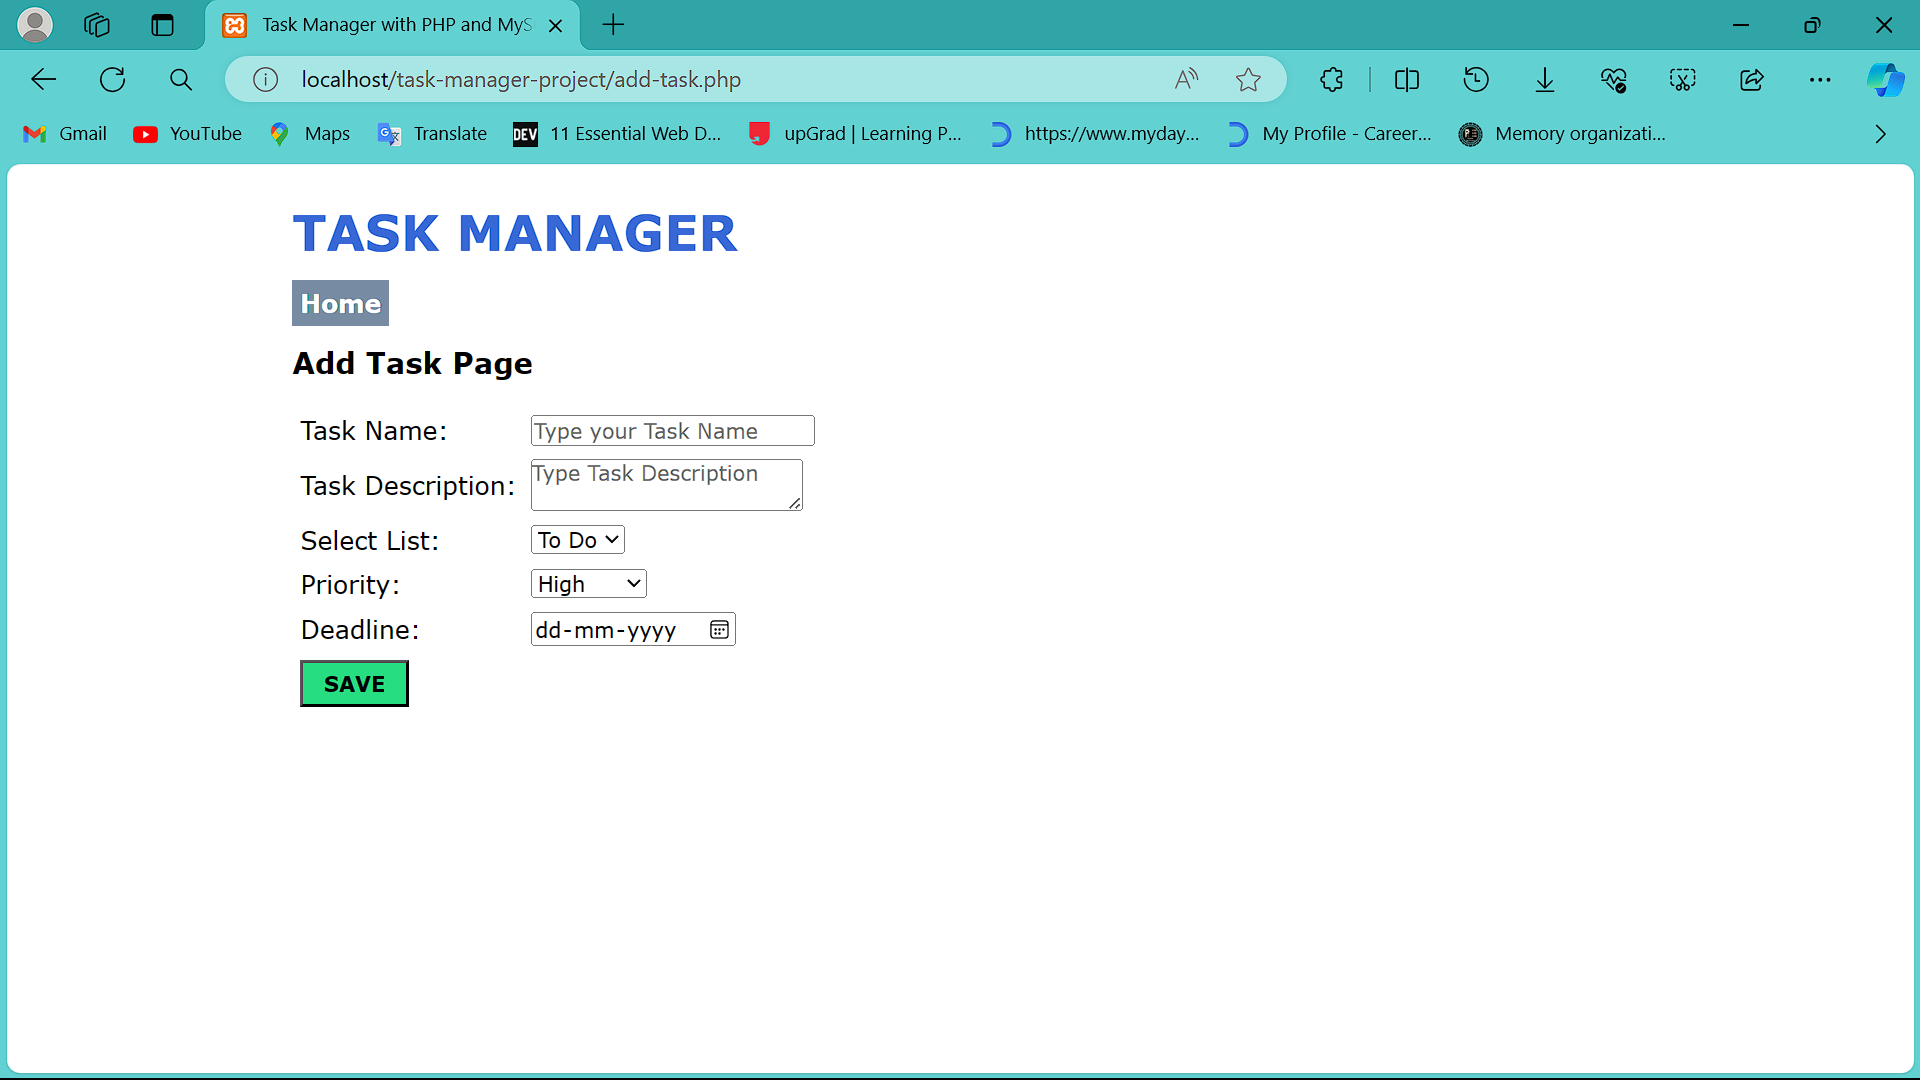 Task Manager with PHP and MyS
localhost/task-manager-project/add-task.php
Gmail YouTube Maps Translate DEV 11 Essential Web D... upGrad | Learning P... https://www.myday... My Profile - Career... Memory organizati...
TASK MANAGER
Home
Add Task Page
Task Name: Type your Task Name
Task Description: Type Task Description
Select List: To Do
Priority: High
Deadline: dd-mm-yyyy
SAVE